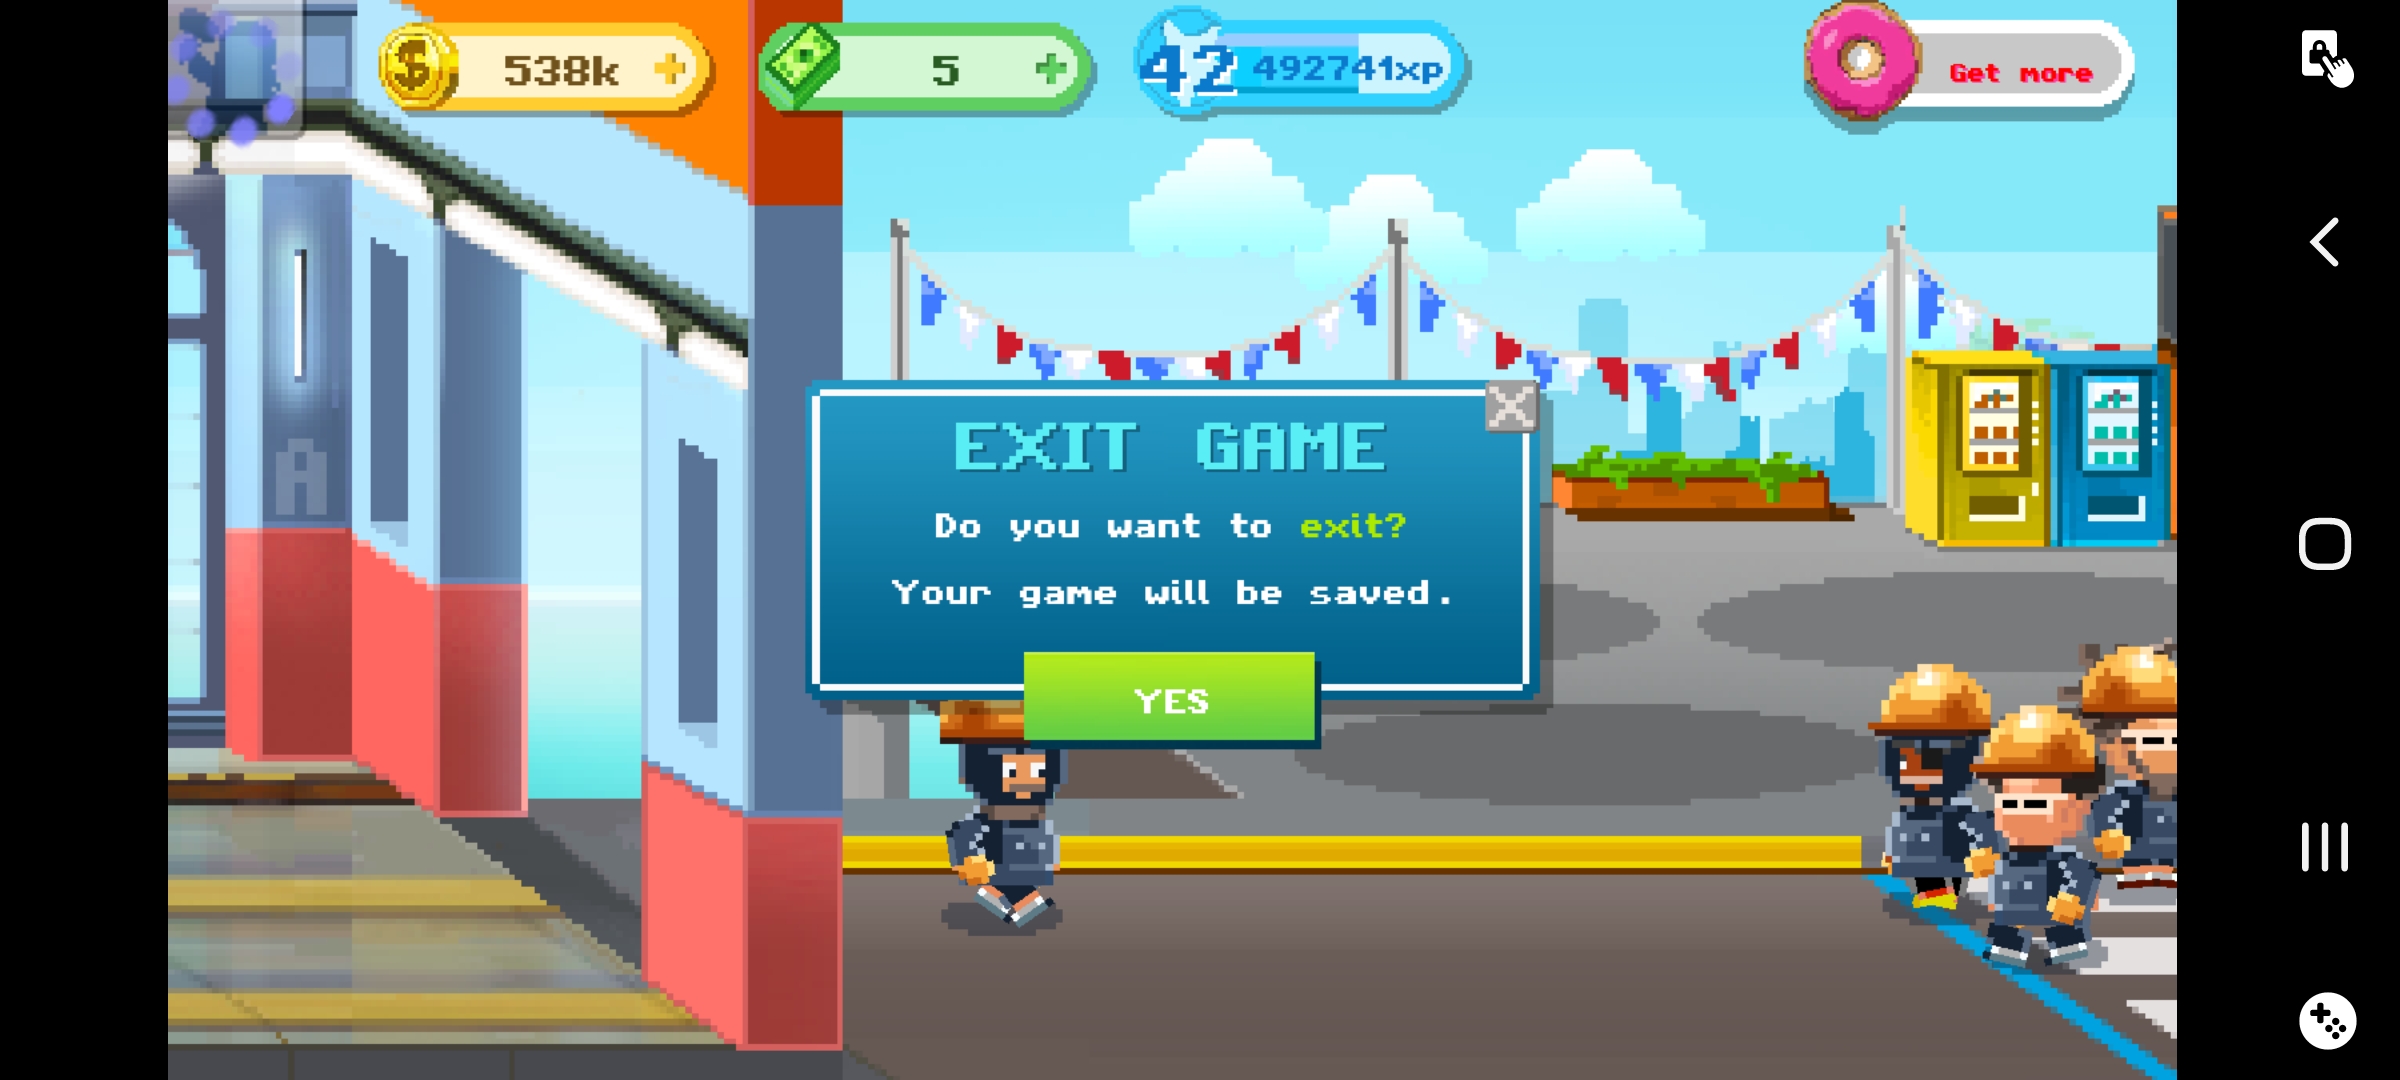 538k
5
42 492741xp
Get more
EXIT GAME
Do you want to exit?
Your game will be saved.
YES
A